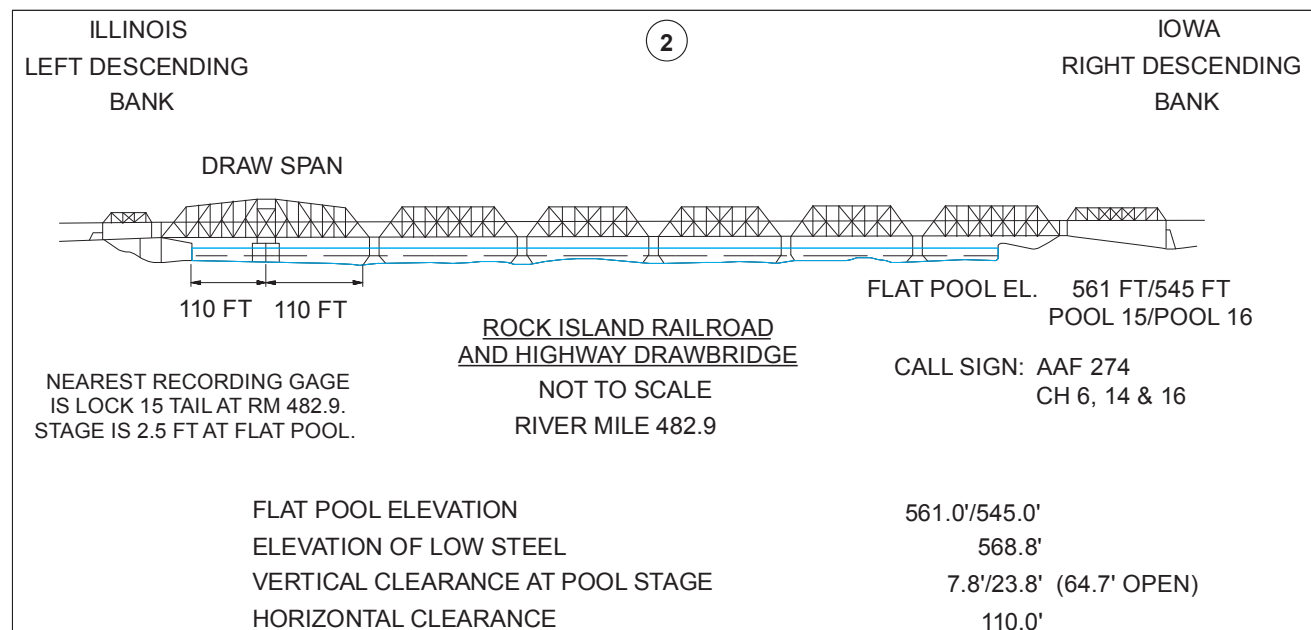 ILLINOIS
LEFT DESCENDING
BANK
2
IOWA
RIGHT DESCENDING
BANK
DRAW SPAN
110 FT 110 FT
FLAT POOL EL. 561 FT/545 FT
POOL 15/POOL 16
ROCK ISLAND RAILROAD
AND HIGHWAY DRAWBRIDGE
NOT TO SCALE
RIVER MILE 482.9
CALL SIGN: AAF 274
CH 6, 14 & 16
NEAREST RECORDING GAGE
IS LOCK 15 TAIL AT RM 482.9.
STAGE IS 2.5 FT AT FLAT POOL.
FLAT POOL ELEVATION 561.0'/545.0'
ELEVATION OF LOW STEEL 568.8'
VERTICAL CLEARANCE AT POOL STAGE 7.8'/23.8' (64.7' OPEN)
HORIZONTAL CLEARANCE 110.0'